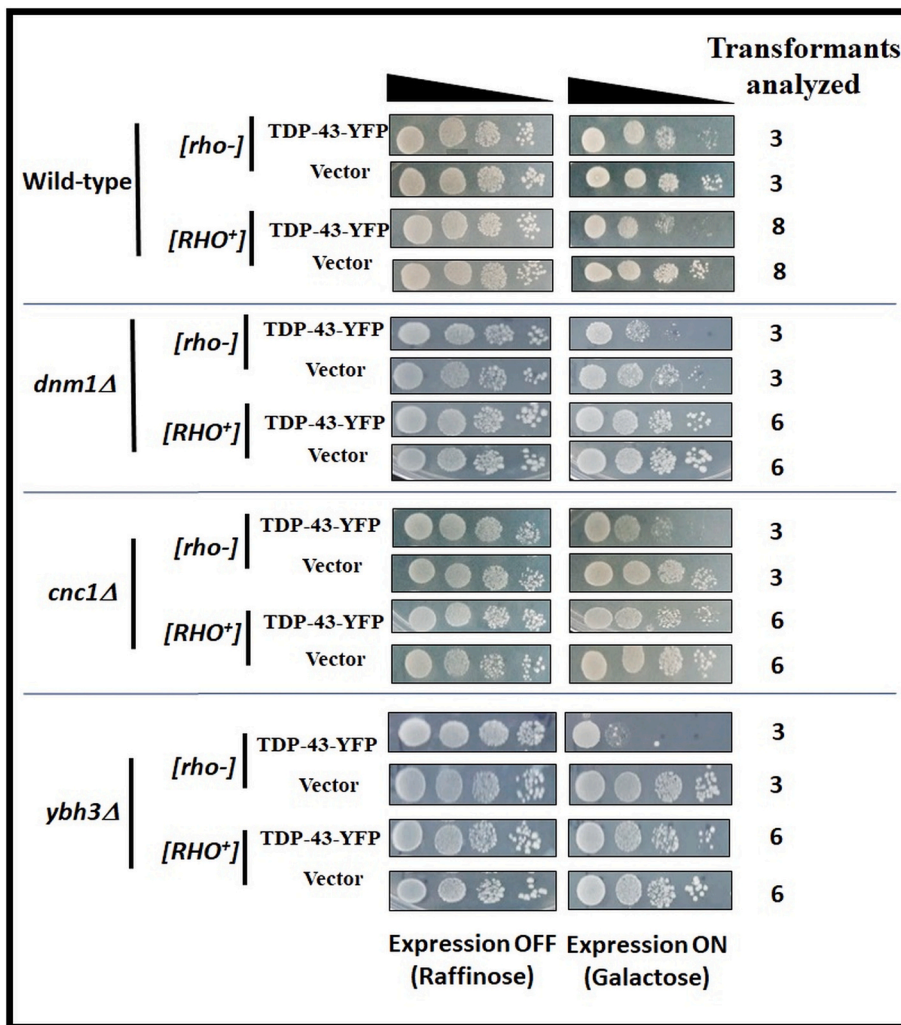 Transformants
analyzed
Wild-type
[rho-]
TDP-43-YFP
3
Vector
3
[RHO⁺]
TDP-43-YFP
8
Vector
8
dnm1Δ
[rho-]
TDP-43-YFP
3
Vector
3
[RHO⁺]
TDP-43-YFP
6
Vector
6
cnc1Δ
[rho-]
TDP-43-YFP
3
Vector
3
[RHO⁺]
TDP-43-YFP
6
Vector
6
ybh3Δ
[rho-]
TDP-43-YFP
3
Vector
3
[RHO⁺]
TDP-43-YFP
6
Vector
6
Expression OFF
(Raffinose)
Expression ON
(Galactose)